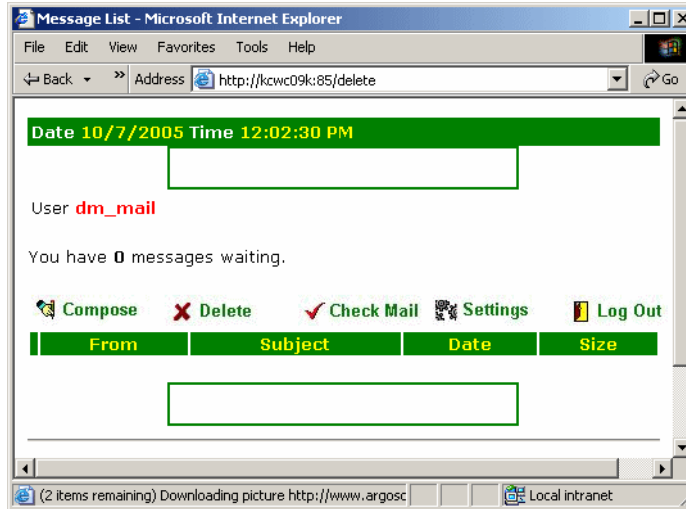 Message List - Microsoft Internet Explorer
File Edit View Favorites Tools Help
Back » Address http://kcwc09k:85/delete Go
Date 10/7/2005 Time 12:02:30 PM
User dm_mail
You have 0 messages waiting.
Compose Delete Check Mail Settings Log Out
From Subject Date Size
(2 items remaining) Downloading picture http://www.argosc Local intranet